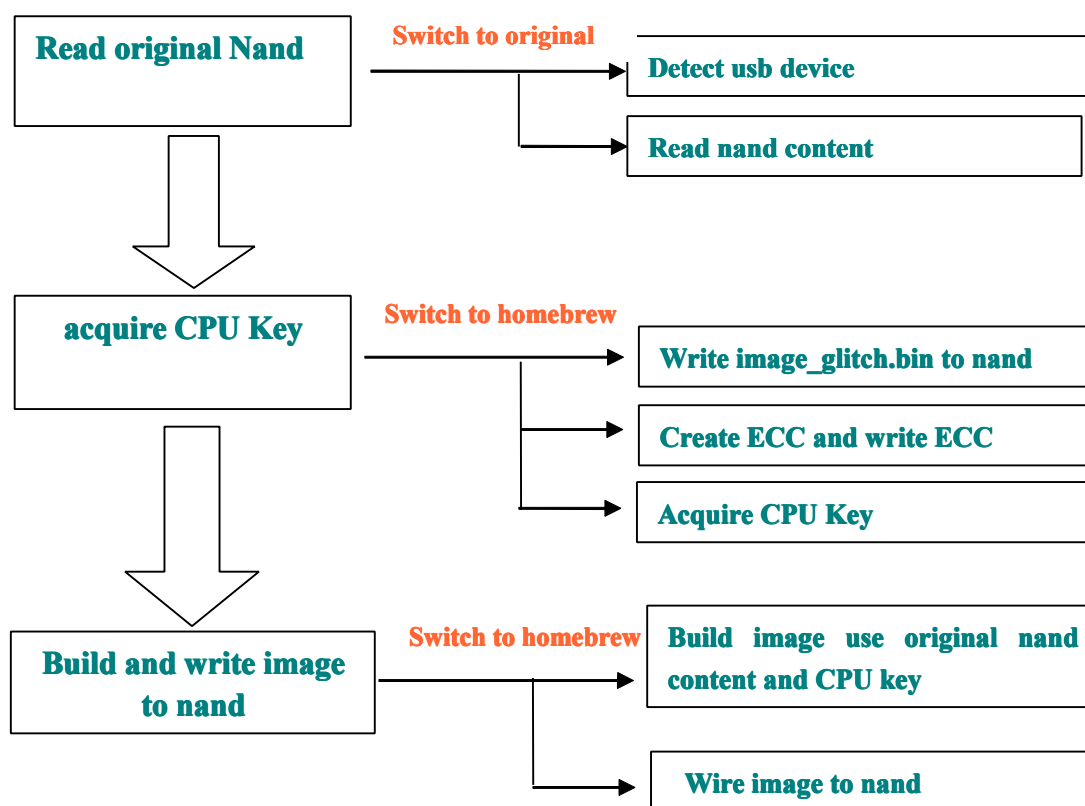 Read original Nand
Switch to original
Detect usb device
Read nand content
acquire CPU Key
Switch to homebrew
Write image_glitch.bin to nand
Create ECC and write ECC
Acquire CPU Key
Build and write image
to nand
Switch to homebrew
Build image use original nand
content and CPU key
Wire image to nand